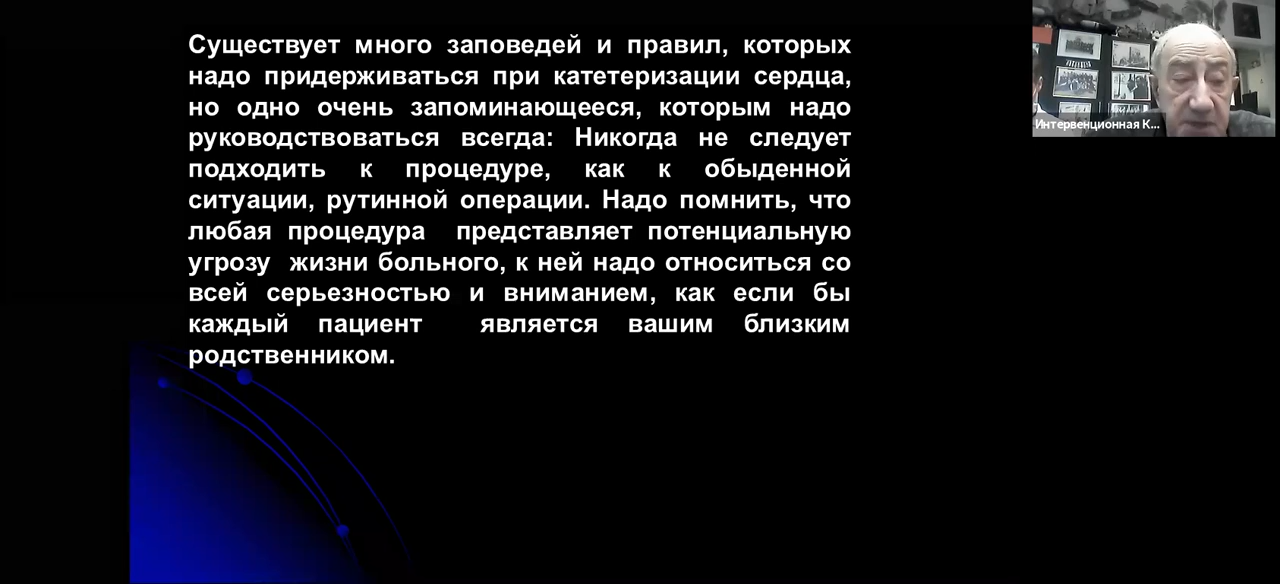 Существует много заповедей и правил, которых
надо придерживаться при катетеризации сердца,
но одно очень запоминающееся, которым надо
руководствоваться всегда: Никогда не следует
подходить к процедуре, как к обыденной
ситуации, рутинной операции. Надо помнить, что
любая процедура представляет потенциальную
угрозу жизни больного, к ней надо относиться со
всей серьезностью и вниманием, как если бы
каждый пациент является вашим близким
родственником.
Интервенционная К...